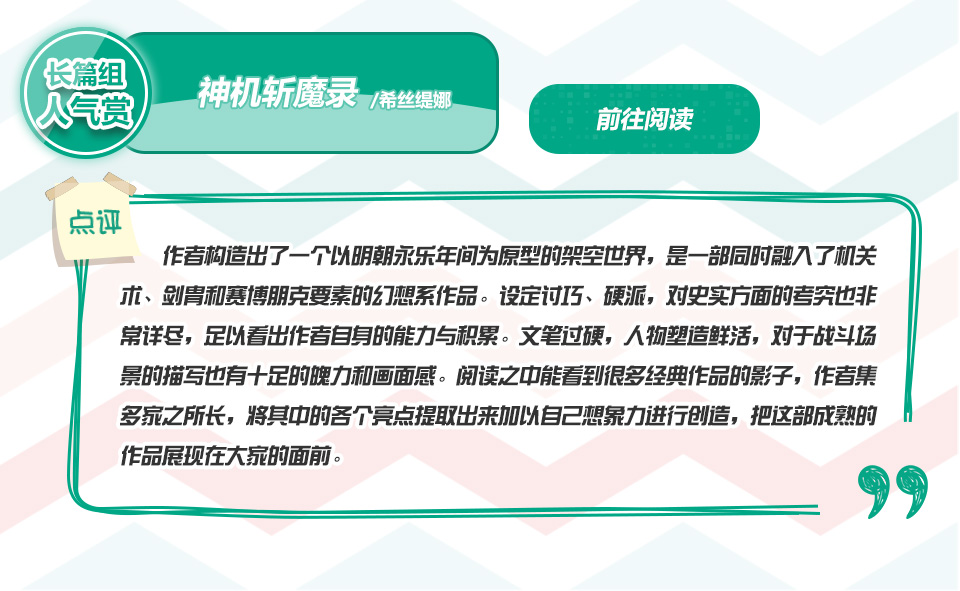 长篇组
人气赏
神机斩魔录 /希丝缇娜
前往阅读
点评
作者构造出了一个以明朝永乐年间为原型的架空世界，是一部同时融入了机关
术、剑胄和赛博朋克要素的幻想系作品。设定讨巧、硬派，对史实方面的考究也非
常详尽，足以看出作者自身的能力与积累。文笔过硬，人物塑造鲜活，对于战斗场
景的描写也有十足的魄力和画面感。阅读之中能看到很多经典作品的影子，作者集
多家之所长，将其中的各个亮点提取出来加以自己想象力进行创造，把这部成熟的
作品展现在大家的面前。